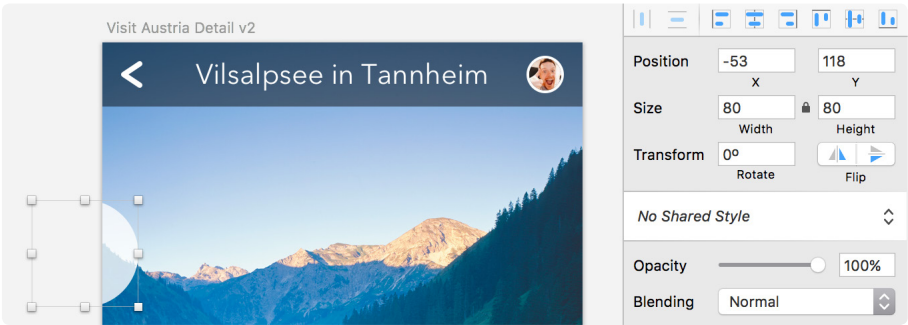 Visit Austria Detail v2
Vilsalpsee in Tannheim
Position -53 118
X Y
Size 80 80
Width Height
Transform 0º
Rotate Flip
No Shared Style
Opacity 100%
Blending Normal